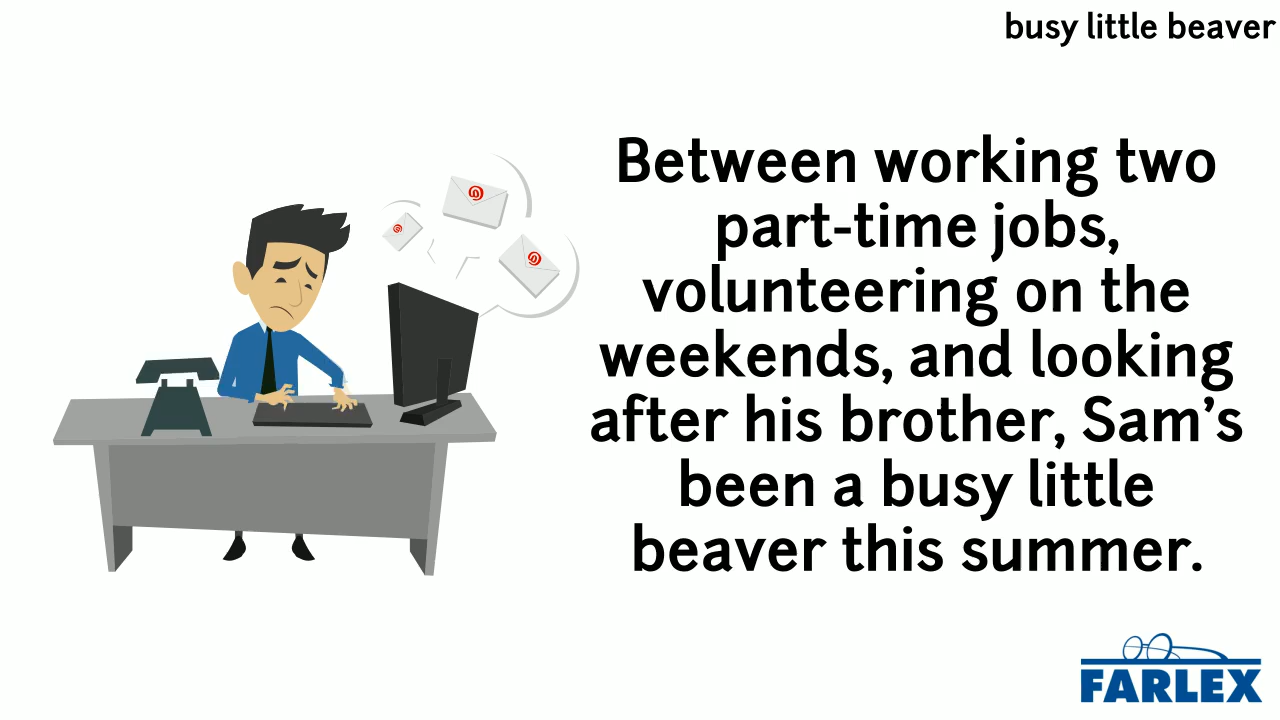 busy little beaver
Between working two
part-time jobs,
volunteering on the
weekends, and looking
after his brother, Sam's
been a busy little
beaver this summer.
FARLEX